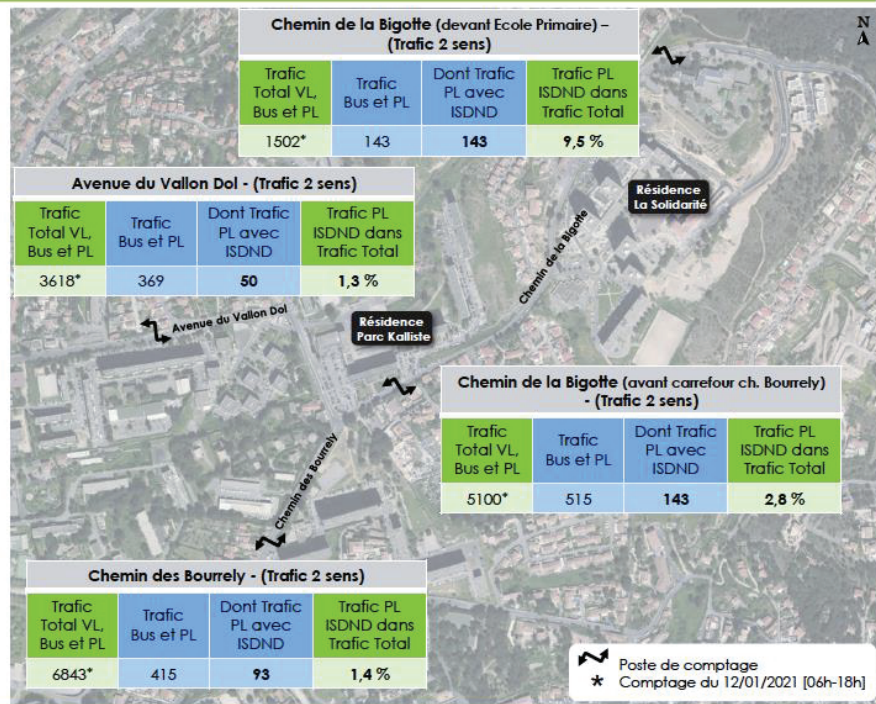 Chemin de la Bigotte (devant Ecole Primaire) –
(Trafic 2 sens)
Trafic Total VL, Bus et PL
Trafic Bus et PL
Dont Trafic PL avec ISDND
Trafic PL ISDND dans Trafic Total
1502* 143 143 9,5 %
N
Avenue du Vallon Dol - (Trafic 2 sens)
Trafic Total VL, Bus et PL
Trafic Bus et PL
Dont Trafic PL avec ISDND
Trafic PL ISDND dans Trafic Total
3618* 369 50 1,3 %
Résidence
La Solidarité
Chemin de la Bigotte
Avenue du Vallon Dol
Résidence
Parc Kalliste
Chemin de la Bigotte (avant carrefour ch. Bourrely)
- (Trafic 2 sens)
Trafic Total VL, Bus et PL
Trafic Bus et PL
Dont Trafic PL avec ISDND
Trafic PL ISDND dans Trafic Total
5100* 515 143 2,8 %
Chemin des Bourrely
Chemin des Bourrely - (Trafic 2 sens)
Trafic Total VL, Bus et PL
Trafic Bus et PL
Dont Trafic PL avec ISDND
Trafic PL ISDND dans Trafic Total
6843* 415 93 1,4 %
Poste de comptage
* Comptage du 12/01/2021 [06h-18h]